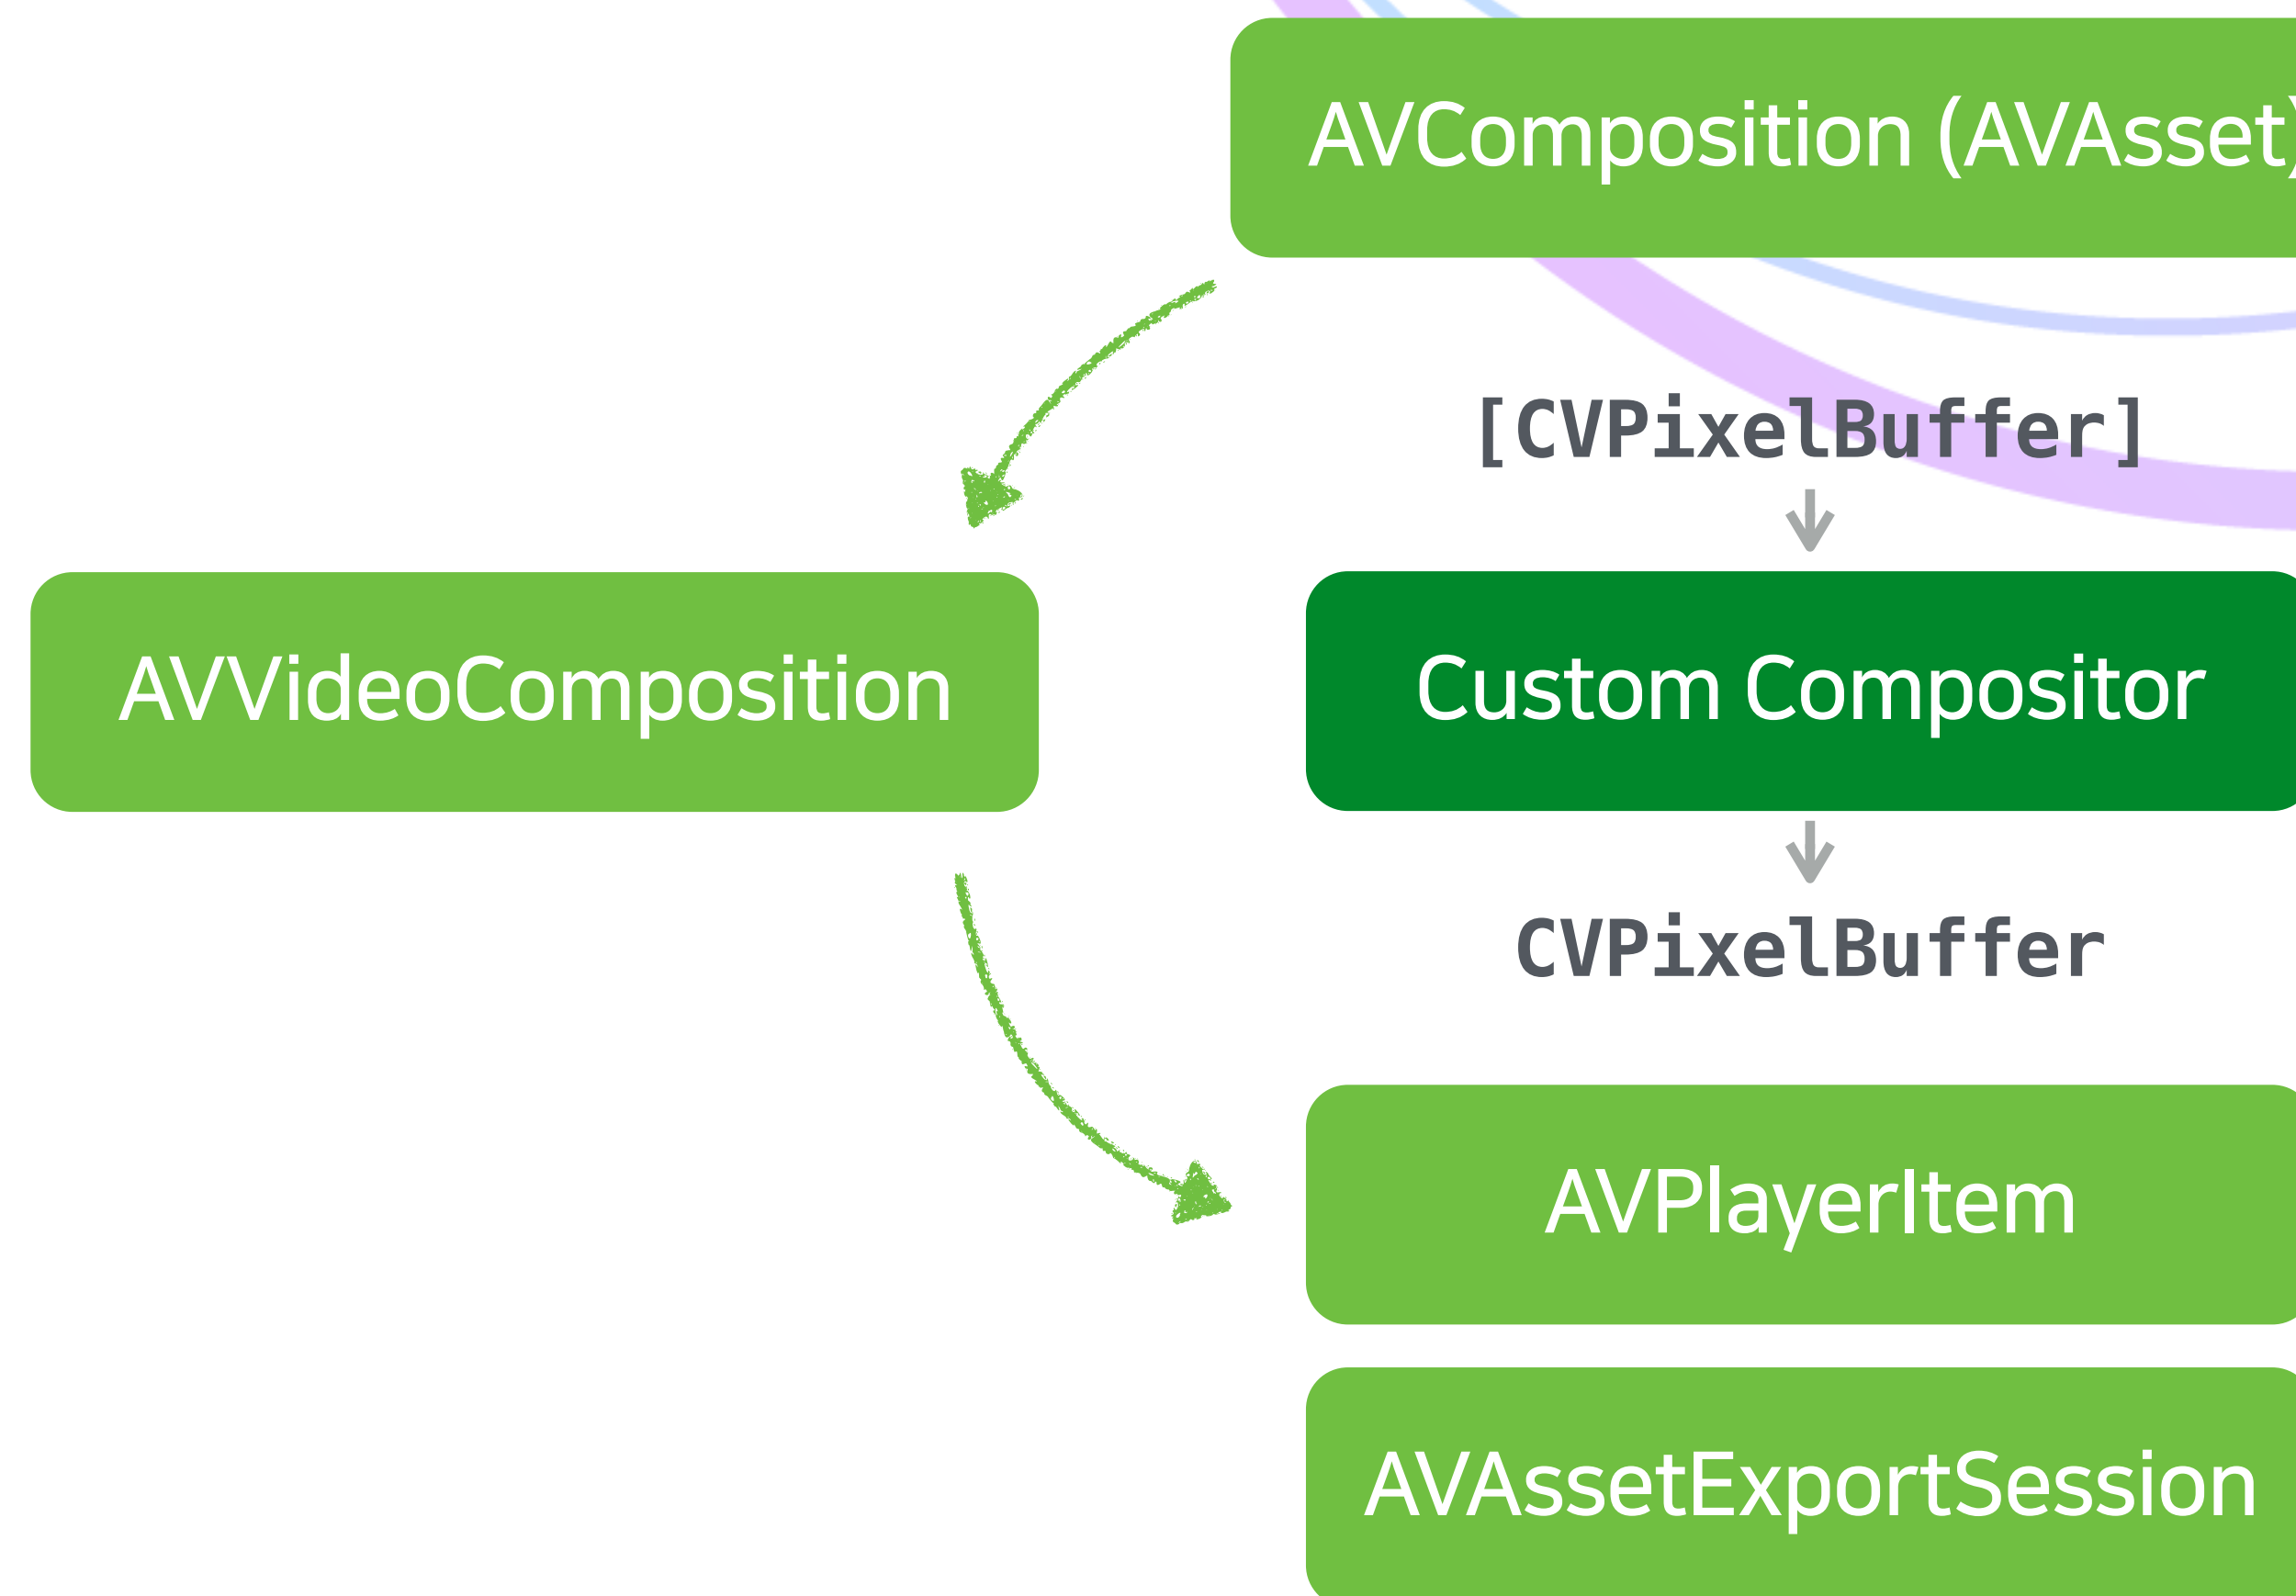 AVComposition (AVAsset)
[CVPixelBuffer]
AVVideoComposition
Custom Compositor
CVPixelBuffer
AVPlayerItem
AVAssetExportSession